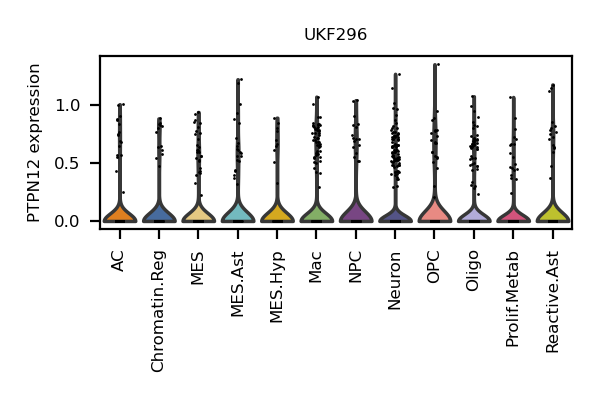 UKF296
PTPN12 expression
1.0
0.5
0.0
AC
Chromatin.Reg
MES
MES.Ast
MES.Hyp
Mac
NPC
Neuron
OPC
Oligo
Prolif.Metab
Reactive.Ast